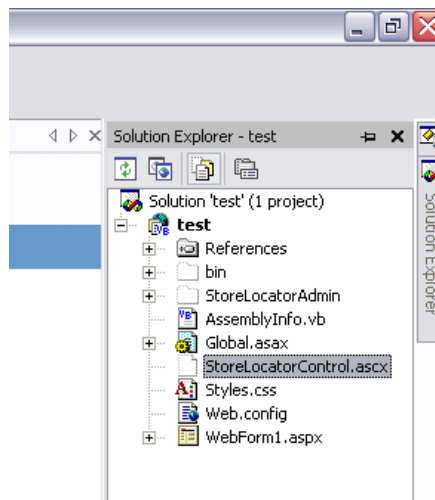 Solution Explorer - test
Solution 'test' (1 project)
test
References
bin
StoreLocatorAdmin
AssemblyInfo.vb
Global.asax
StoreLocatorControl.ascx
Styles.css
Web.config
WebForm1.aspx
Solution Explorer